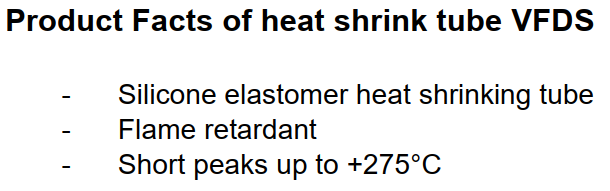 Product Facts of heat shrink tube VFDS
- Silicone elastomer heat shrinking tube
- Flame retardant
- Short peaks up to +275°C